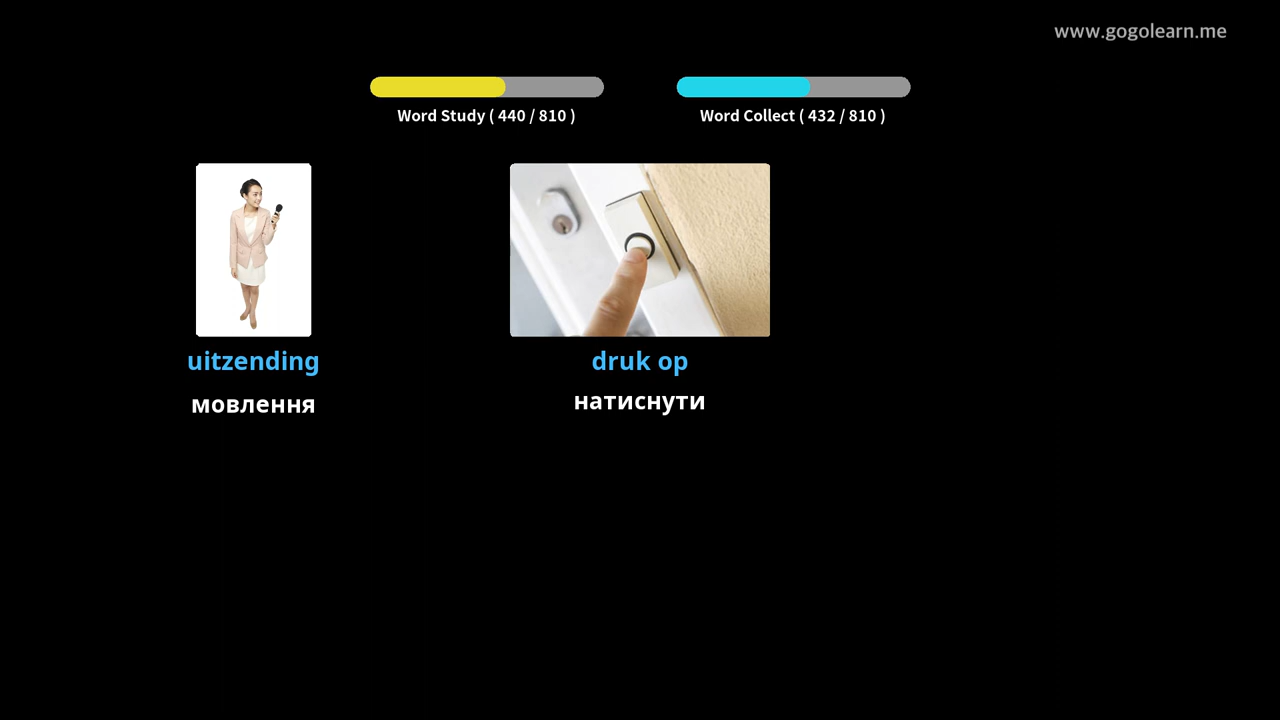 www.gogolearn.me
Word Study ( 440 / 810 )
Word Collect ( 432 / 810 )
uitzending
мовлення
druk op
натиснути